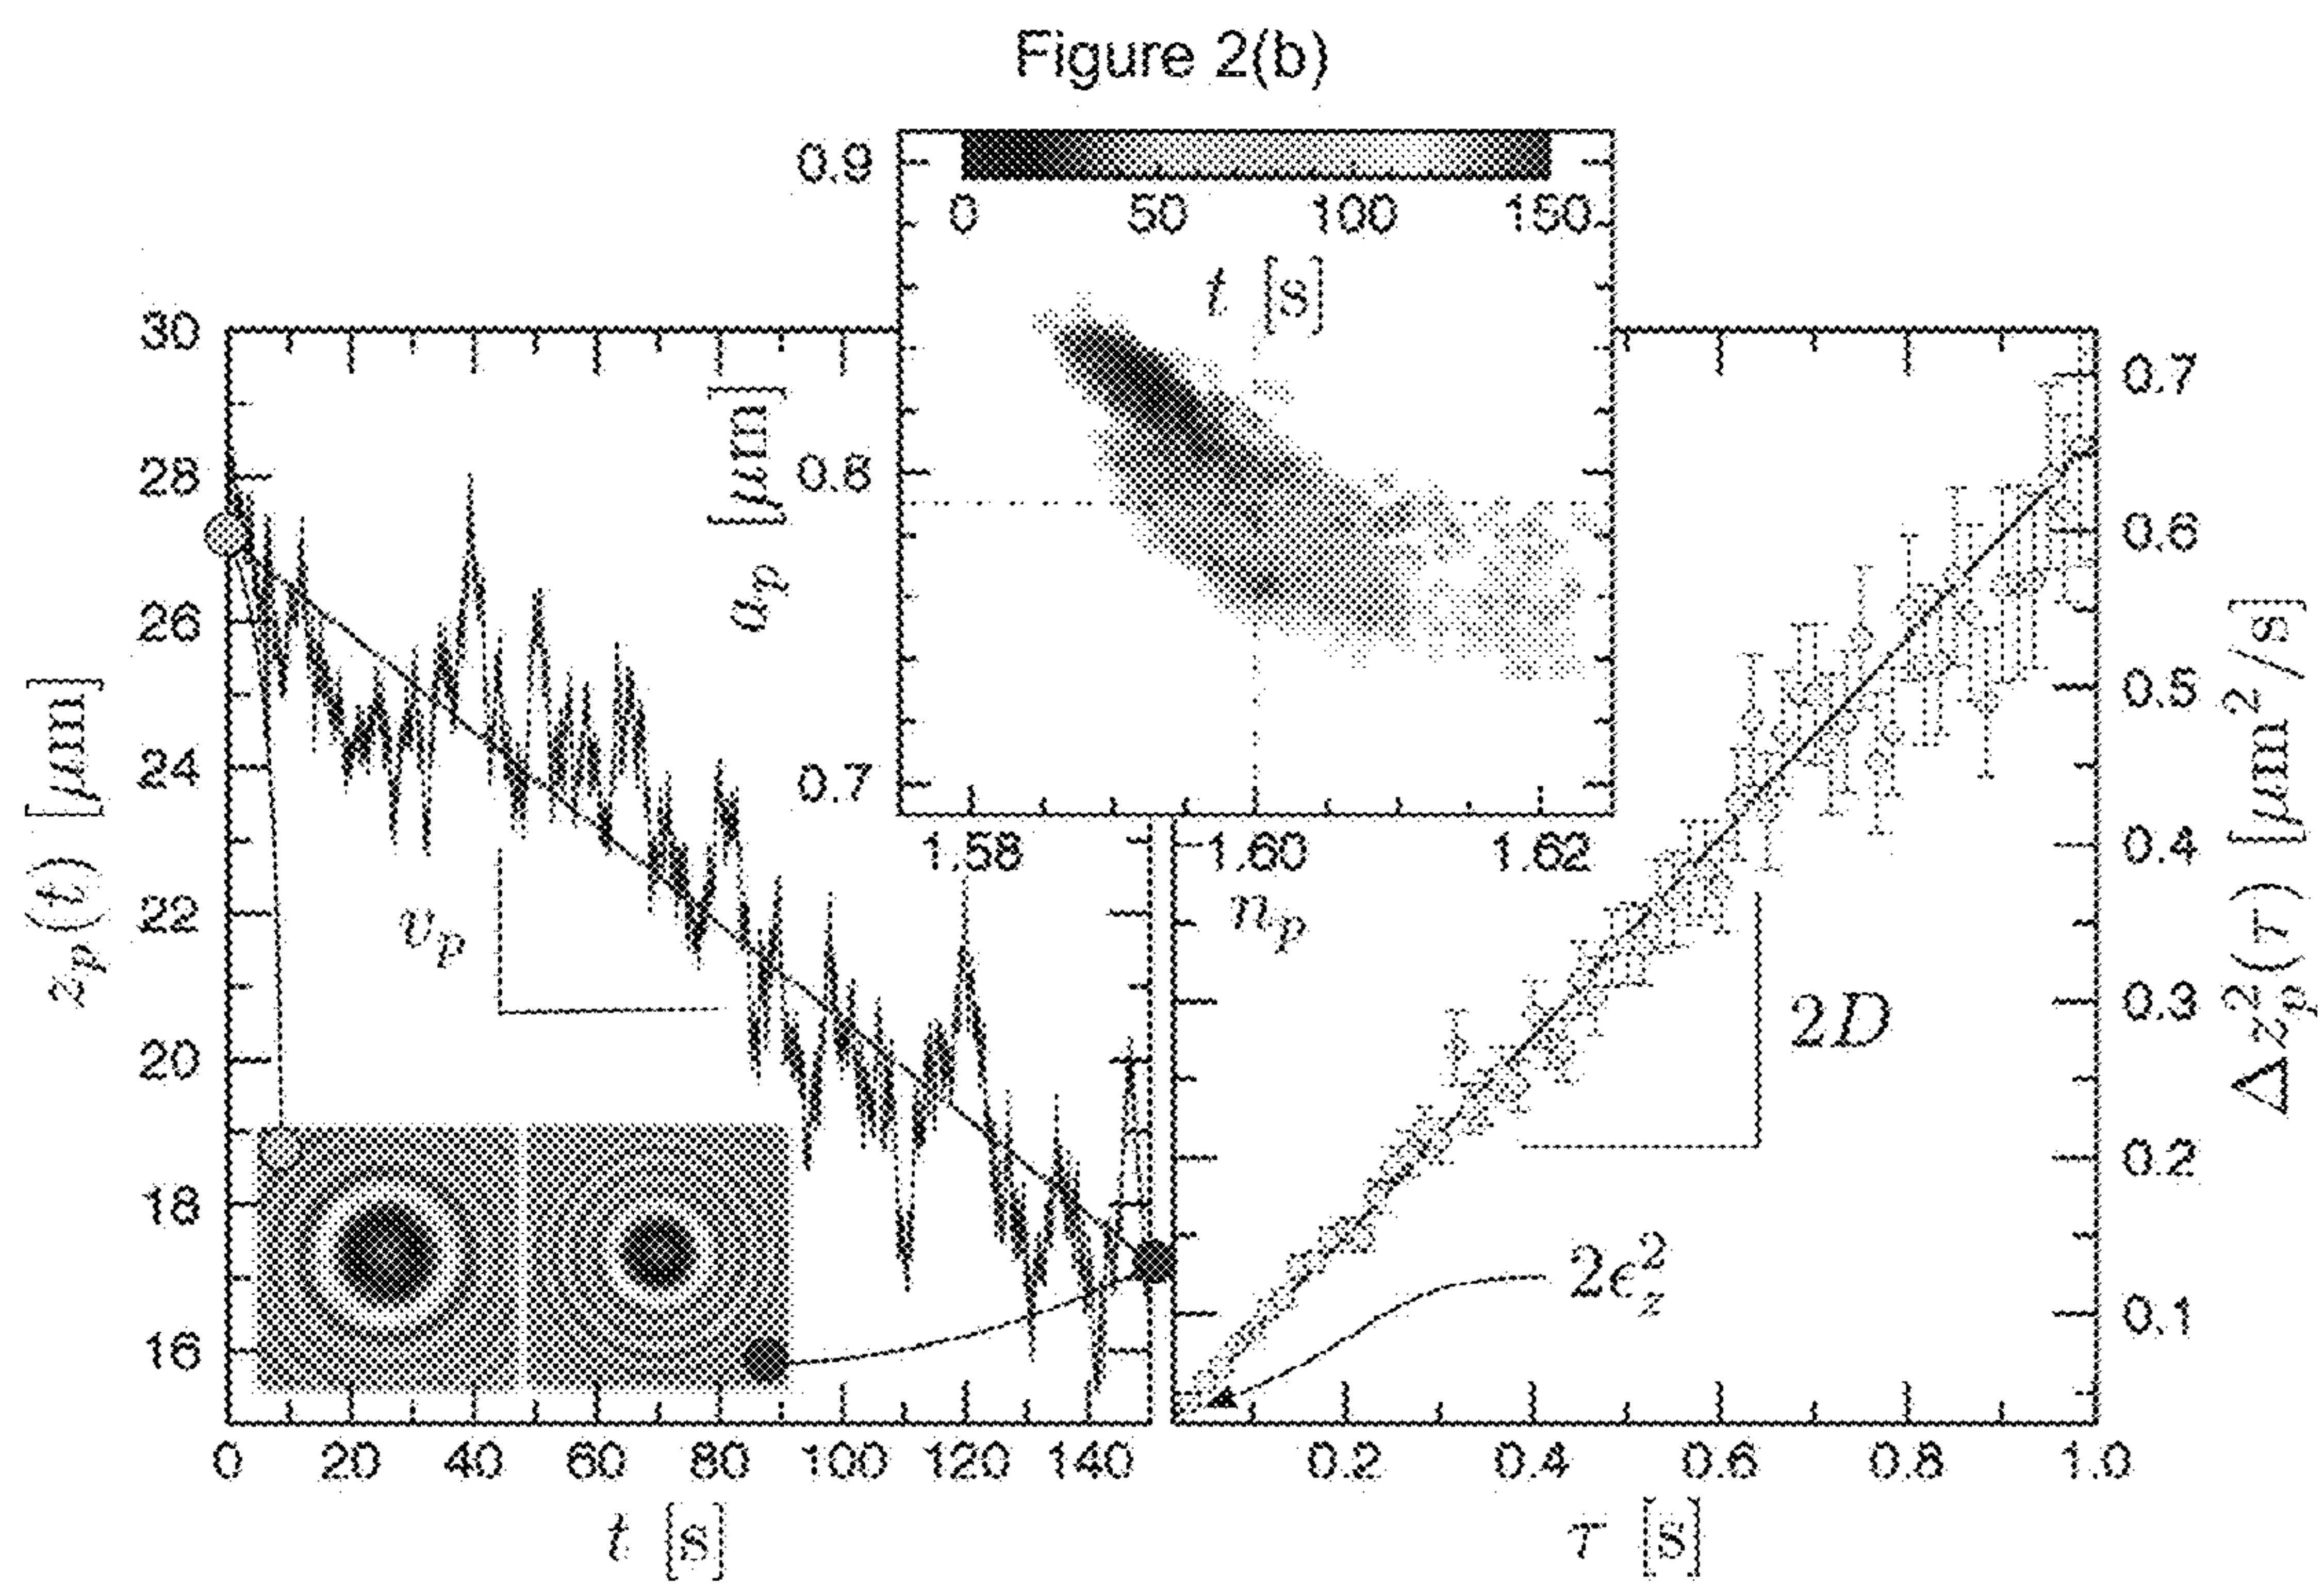 Figure 2(b)
0.9
0 50 100 150
t [s]
a_p [μm]
0.8
0.7
1.58 1.60 1.62
n_p
30
28
26
24
22
20
18
16
z_p(t) [μm]
v_p
0 20 40 60 80 100 120 140
t [s]
0.7
0.6
0.5
0.4
0.3
0.2
0.1
Δz_p^2(τ) [μm^2/s]
2D
2ϵ_z^2
0.2 0.4 0.6 0.8 1.0
τ [s]